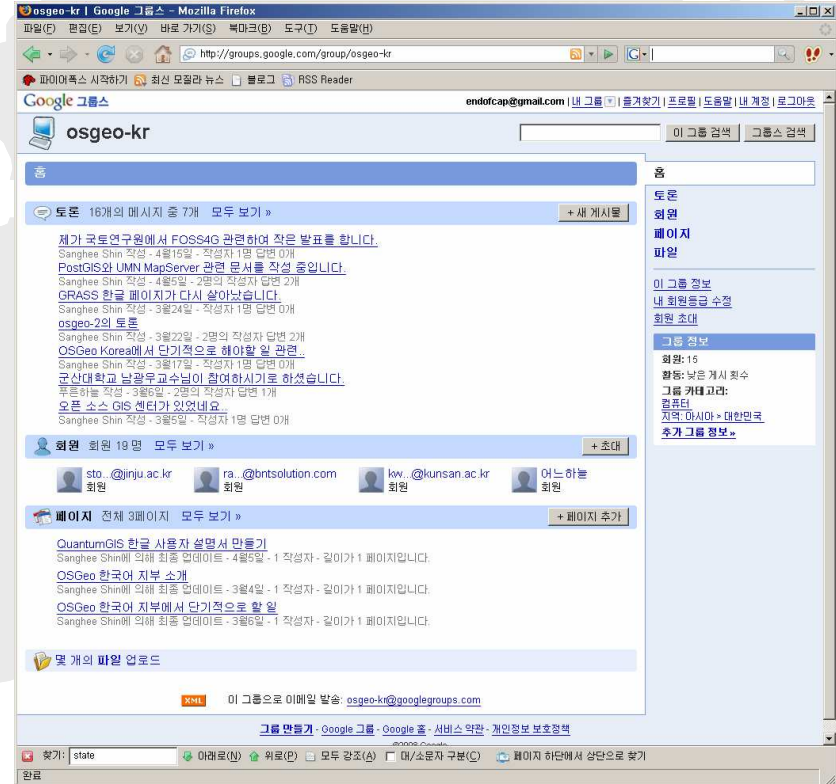 osgeo-kr | Google 그룹스 - Mozilla Firefox
파일(F) 편집(E) 보기(V) 바로 가기(S) 북마크(B) 도구(T) 도움말(H)
http://groups.google.com/group/osgeo-kr
파이어폭스 시작하기 최신 모질라 뉴스 블로그 RSS Reader
Google 그룹스 endofcap@gmail.com | 내 그룹 | 즐겨찾기 | 프로필 | 도움말 | 내 계정 | 로그아웃
osgeo-kr 이 그룹 검색 그룹스 검색
홈
토론 16개의 메시지 중 7개 모두 보기 » + 새 게시물
제가 국토연구원에서 FOSS4G 관련하여 작은 발표를 합니다.
Sanghee Shin 작성 - 4월15일 - 작성자 1명 답변 0개
PostGIS와 UMN MapServer 관련 문서를 작성 중입니다.
Sanghee Shin 작성 - 4월5일 - 2명의 작성자 답변 2개
GRASS 한글 페이지가 다시 살아났습니다.
Sanghee Shin 작성 - 3월24일 - 작성자 1명 답변 0개
osgeo-2의 토론
Sanghee Shin 작성 - 3월22일 - 2명의 작성자 답변 2개
OSGeo Korea에서 단기적으로 해야할 일 관련..
Sanghee Shin 작성 - 3월17일 - 작성자 1명 답변 0개
군산대학교 남광우교수님이 참여하시기로 하셨습니다.
푸른하늘 작성 - 3월6일 - 2명의 작성자 답변 1개
오픈 소스 GIS 센터가 있었네요..
Sanghee Shin 작성 - 3월5일 - 작성자 1명 답변 0개
회원 회원 19 명 모두 보기 » + 초대
sto...@jinju.ac.kr ra...@bntsolution.com kw...@kunsan.ac.kr 어느하늘
회원 회원 회원 회원
페이지 전체 3페이지 모두 보기 » + 페이지 추가
QuantumGIS 한글 사용자 설명서 만들기
Sanghee Shin에 의해 최종 업데이트 - 4월5일 - 1 작성자 - 길이가 1 페이지입니다.
OSGeo 한국어 지부 소개
Sanghee Shin에 의해 최종 업데이트 - 3월4일 - 1 작성자 - 길이가 1 페이지입니다.
OSGeo 한국어 지부에서 단기적으로 할 일
Sanghee Shin에 의해 최종 업데이트 - 3월6일 - 1 작성자 - 길이가 1 페이지입니다.
몇 개의 파일 업로드
XML 이 그룹으로 이메일 발송: osgeo-kr@googlegroups.com
홈
토론
회원
페이지
파일
이 그룹 정보
내 회원등급 수정
회원 초대
그룹 정보
회원: 15
활동: 낮은 게시 횟수
그룹 카테고리:
컴퓨터
지역: 아시아 > 대한민국
추가 그룹 정보 »
그룹 만들기 - Google 그룹 - Google 홈 - 서비스 약관 - 개인정보 보호정책
찾기: state 아래로(N) 위로(P) 모두 강조(A) 대/소문자 구분(C) 페이지 하단에서 상단으로 찾기
완료